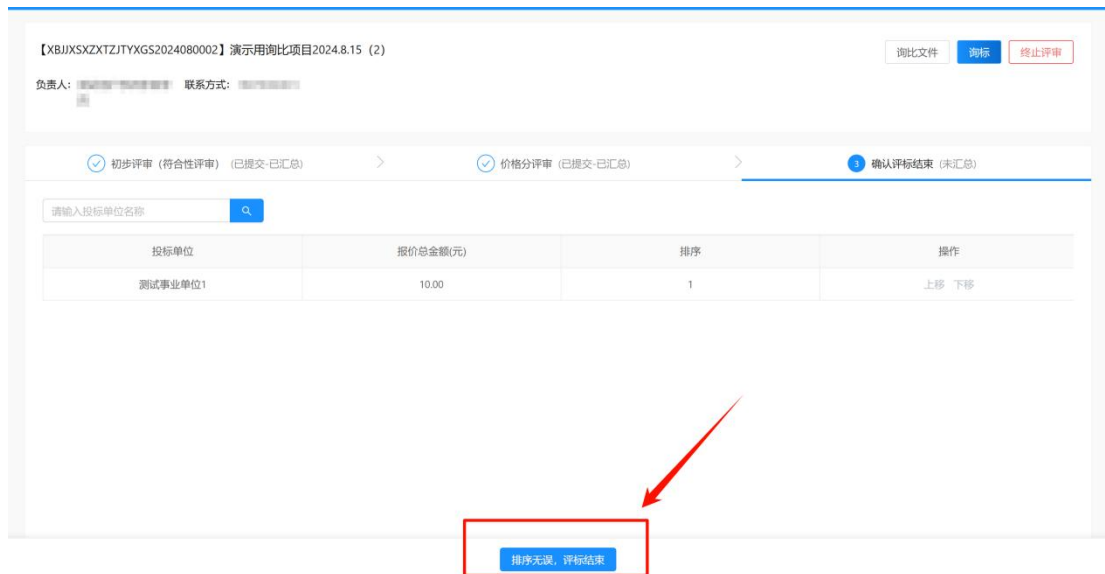 【XBJJXSXZXTZJTYXGS2024080002】演示用询比项目2024.8.15（2）
询比文件 询标 终止评审
负责人： 联系方式：
初步评审（符合性评审）（已提交-已汇总） 价格分评审（已提交-已汇总） 3 确认评标结束（未汇总）
请输入投标单位名称
投标单位 报价总金额(元) 排序 操作
测试事业单位1 10.00 1 上移 下移
排序无误，评标结束